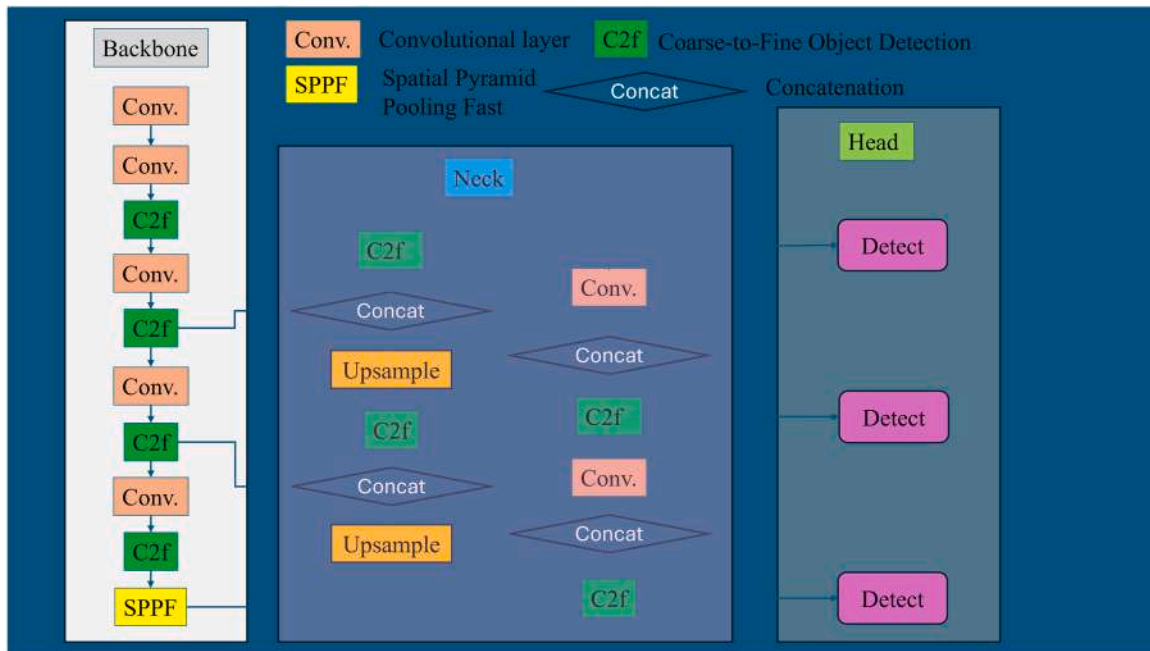 Backbone
Conv.
Conv.
C2f
Conv.
C2f
Conv.
C2f
Conv.
C2f
SPPF
Conv. Convolutional layer
C2f Coarse-to-Fine Object Detection
SPPF Spatial Pyramid
Pooling Fast
Concat Concatenation
Neck
C2f
Concat
Upsample
C2f
Concat
Upsample
Conv.
Concat
C2f
Conv.
Concat
C2f
Head
Detect
Detect
Detect